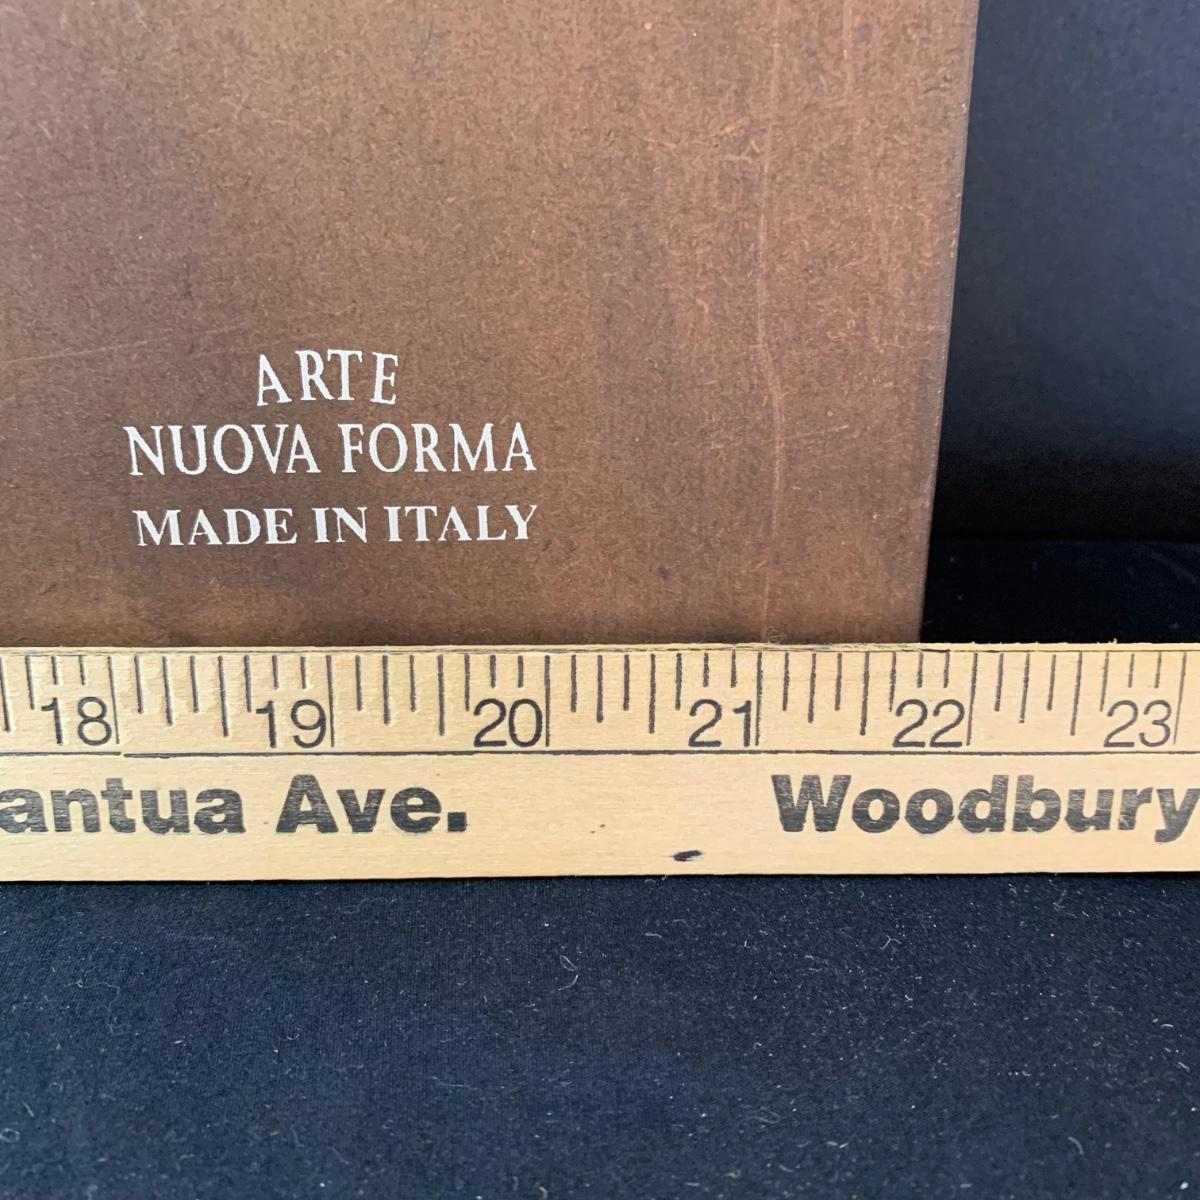 ARTE
NUOVA FORMA
MADE IN ITALY
18 19 20 21 22 23
antua Ave. Woodbury